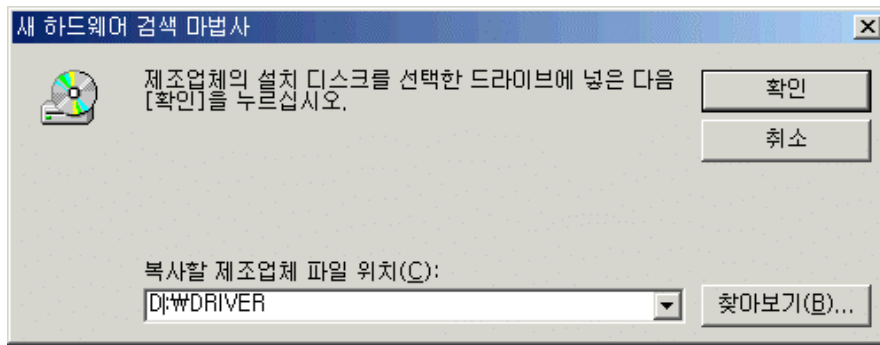 새 하드웨어 검색 마법사
제조업체의 설치 디스크를 선택한 드라이브에 넣은 다음
[확인]을 누르십시오.
확인
취소
복사할 제조업체 파일 위치(C):
D:₩DRIVER
찾아보기(B)...